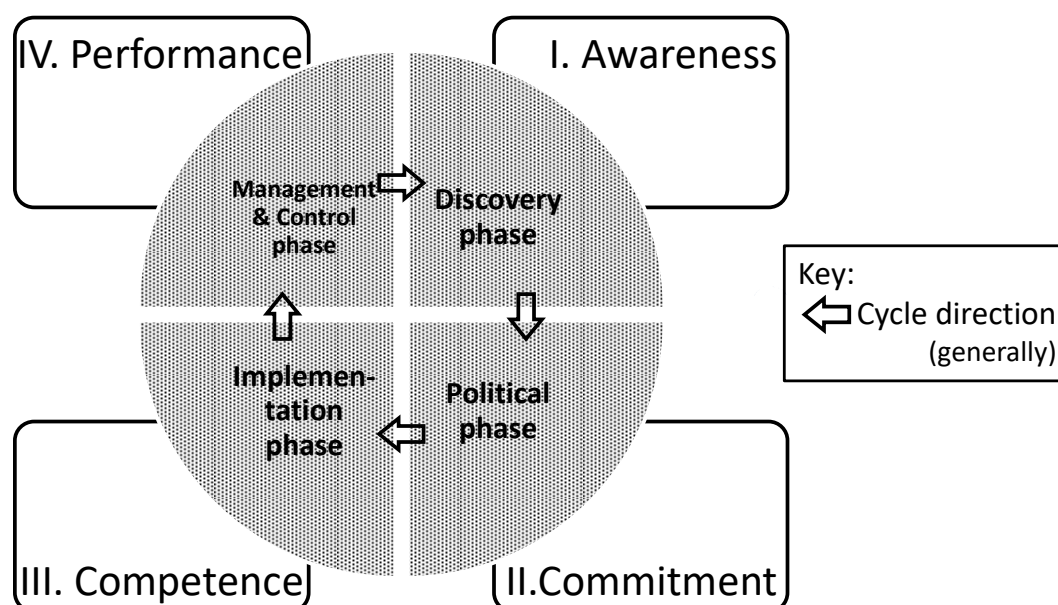 IV. Performance
I. Awareness
Management
& Control
phase
Discovery
phase
Key:
Cycle direction
(generally)
Implemen-
tation
phase
Political
phase
III. Competence
II.Commitment